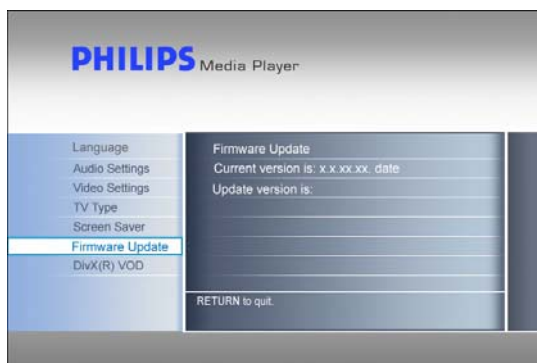 PHILIPS Media Player
Language
Audio Settings
Video Settings
TV Type
Screen Saver
Firmware Update
DivX(R) VOD
Firmware Update
Current version is: x.x.xx.xx. date
Update version is:
RETURN to quit.